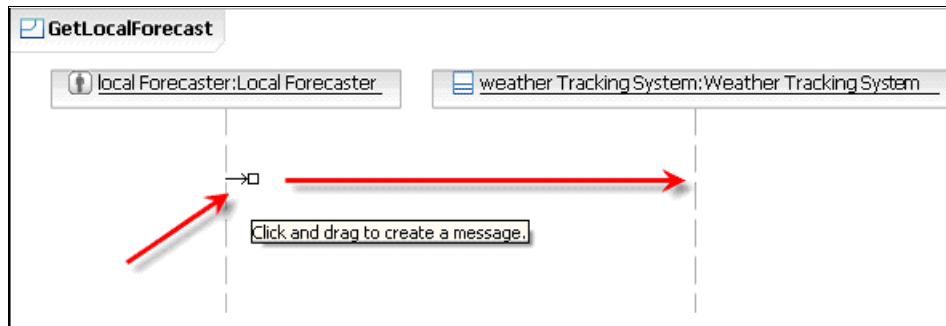 GetLocalForecast
local Forecaster:Local Forecaster
weather Tracking System:Weather Tracking System
Click and drag to create a message.